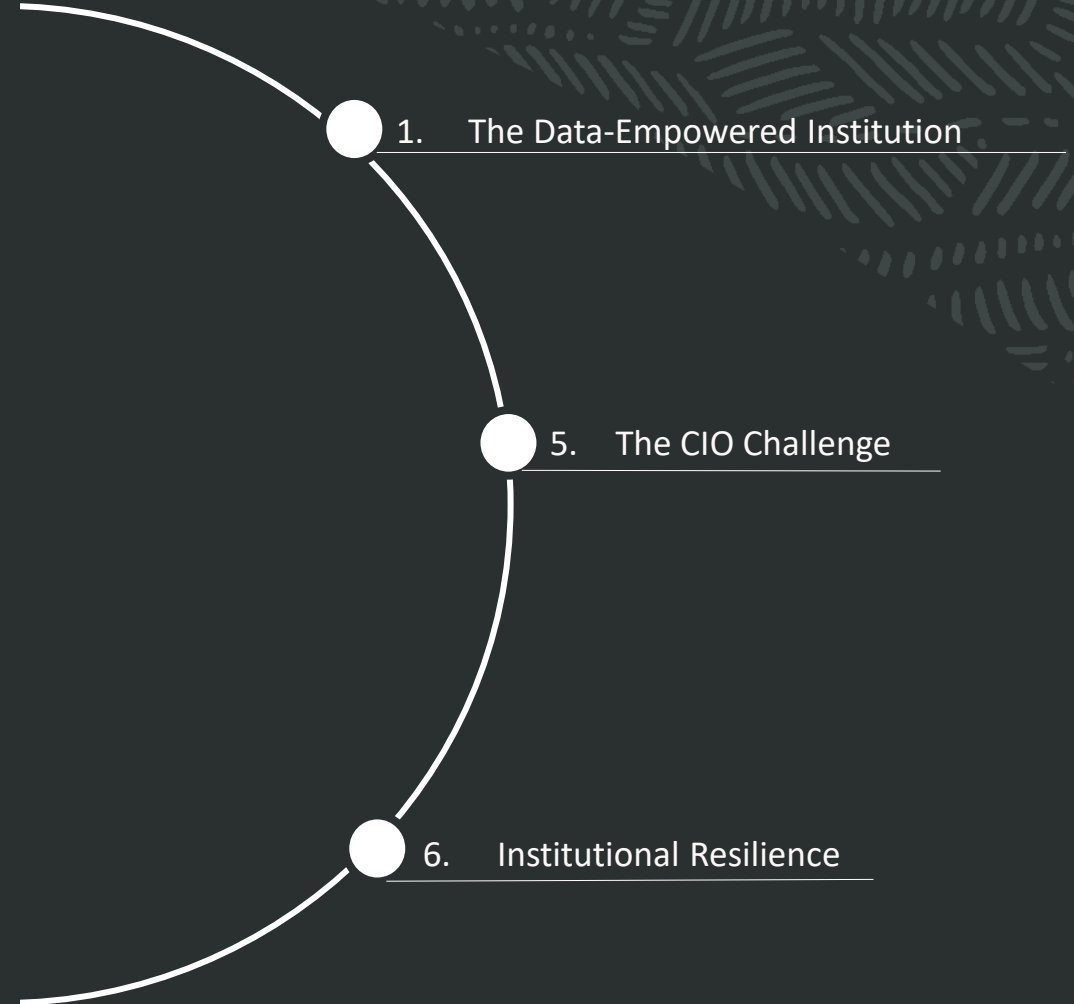 1. The Data-Empowered Institution
5. The CIO Challenge
6. Institutional Resilience